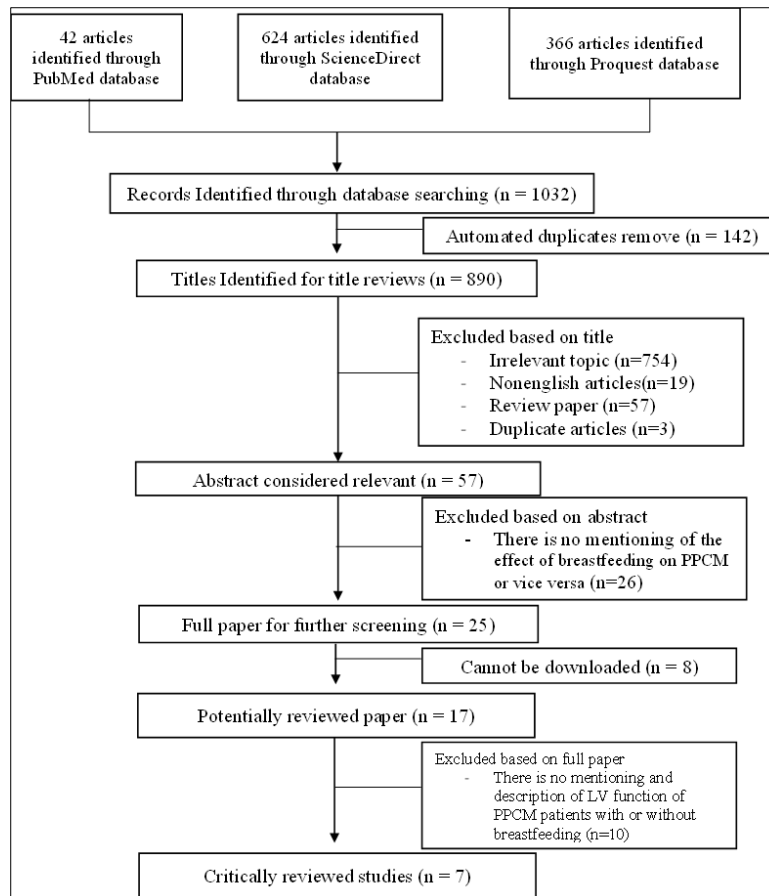 42 articles
identified through
PubMed database
624 articles identified
through ScienceDirect
database
366 articles identified
through Proquest database
Records Identified through database searching (n = 1032)
Automated duplicates remove (n = 142)
Titles Identified for title reviews (n = 890)
Excluded based on title
- Irrelevant topic (n=754)
- Nonenglish articles(n=19)
- Review paper (n=57)
- Duplicate articles (n=3)
Abstract considered relevant (n = 57)
Excluded based on abstract
- There is no mentioning of the
effect of breastfeeding on PPCM
or vice versa (n=26)
Full paper for further screening (n = 25)
Cannot be downloaded (n = 8)
Potentially reviewed paper (n = 17)
Excluded based on full paper
- There is no mentioning and
description of LV function of
PPCM patients with or without
breastfeeding (n=10)
Critically reviewed studies (n = 7)